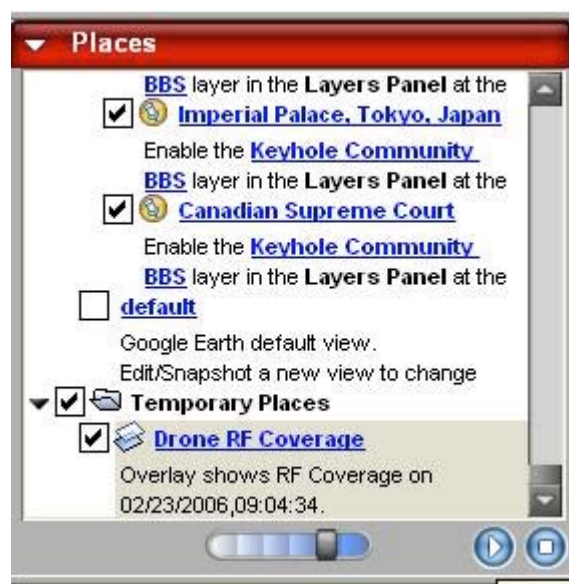 Places
BBS layer in the Layers Panel at the
Imperial Palace, Tokyo, Japan
Enable the Keyhole Community
BBS layer in the Layers Panel at the
Canadian Supreme Court
Enable the Keyhole Community
BBS layer in the Layers Panel at the
default
Google Earth default view.
Edit/Snapshot a new view to change
Temporary Places
Drone RF Coverage
Overlay shows RF Coverage on
02/23/2006,09:04:34.